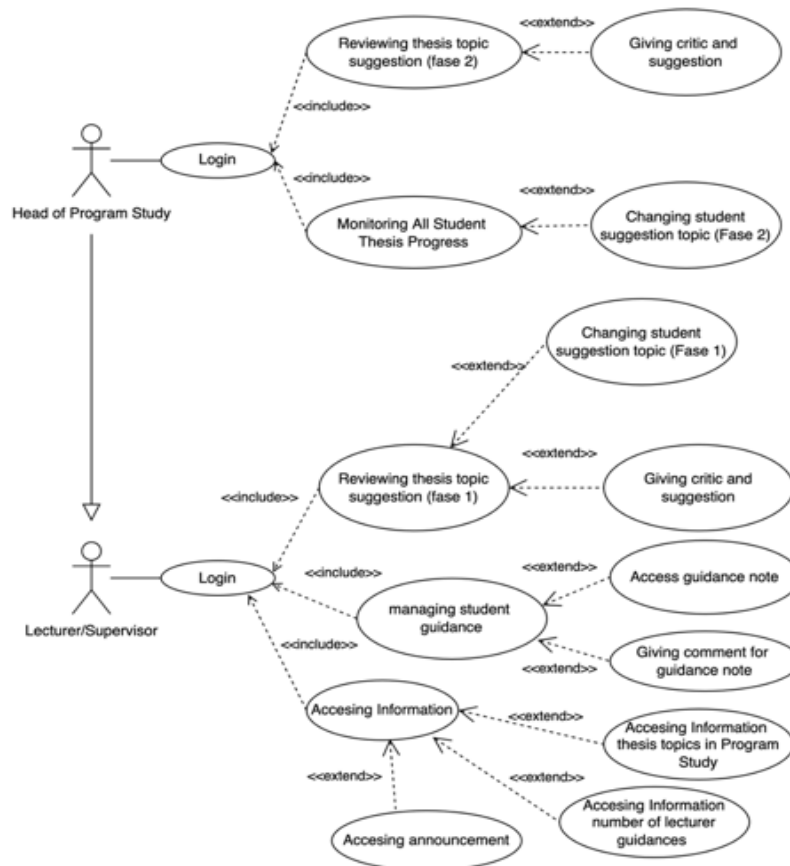 <<extend>>
Reviewing thesis topic
suggestion (fase 2)
Giving critic and
suggestion
<<include>>
Login
Head of Program Study
<<include>>
<<extend>>
Monitoring All Student
Thesis Progress
Changing student
suggestion topic (Fase 2)
Changing student
suggestion topic (Fase 1)
<<extend>>
<<extend>>
Reviewing thesis topic
suggestion (fase 1)
Giving critic and
suggestion
<<include>>
Login
Lecturer/Supervisor
<<include>>
<<extend>>
Access guidance note
managing student
guidance
<<include>>
<<extend>>
Giving comment for
guidance note
Accesing Information
<<extend>>
Accesing Information
thesis topics in Program
Study
<<extend>>
<<extend>>
Accesing Information
number of lecturer
guidances
Accesing announcement